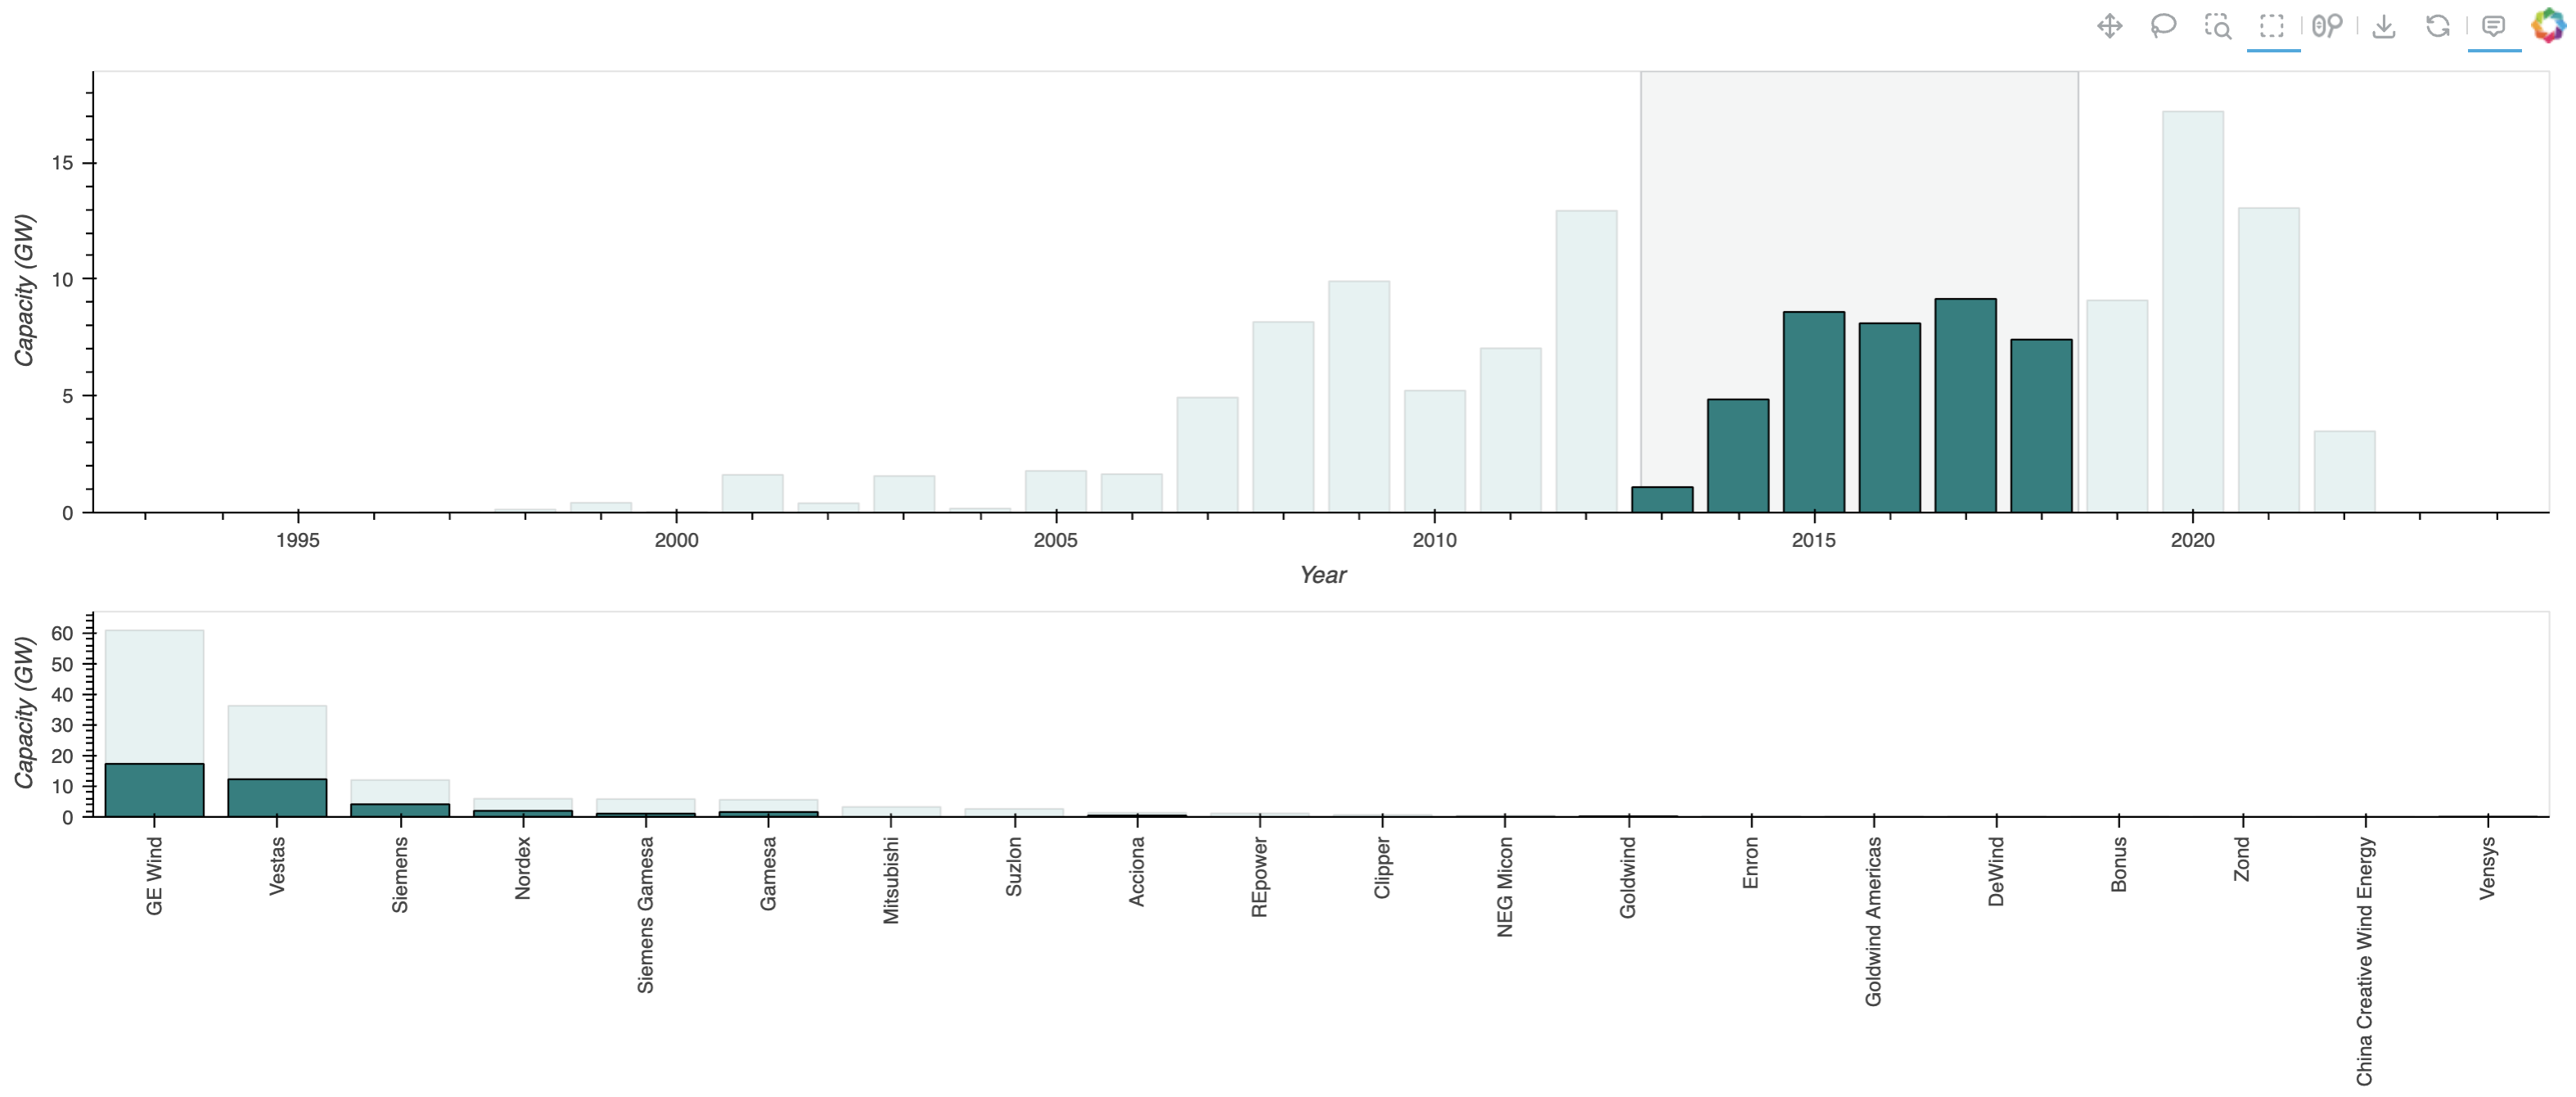 15
10
5
0
Capacity (GW)
1995 2000 2005 2010 2015 2020
Year
60
50
40
30
20
10
0
Capacity (GW)
GE Wind
Vestas
Siemens
Nordex
Siemens Gamesa
Gamesa
Mitsubishi
Suzlon
Acciona
REpower
Clipper
NEG Micon
Goldwind
Enron
Goldwind Americas
DeWind
Bonus
Zond
China Creative Wind Energy
Vensys